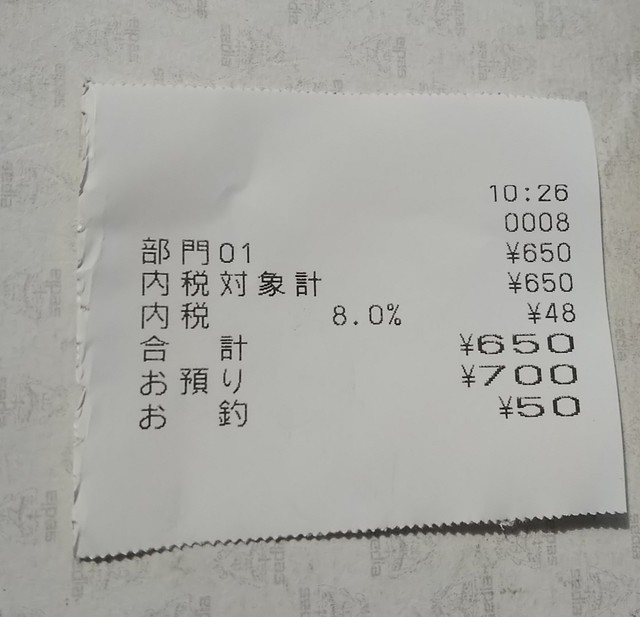 10:26
0008
部門01 ¥650
内税対象計 ¥650
内税 8.0% ¥48
合計 ¥650
お預り ¥700
お釣 ¥50